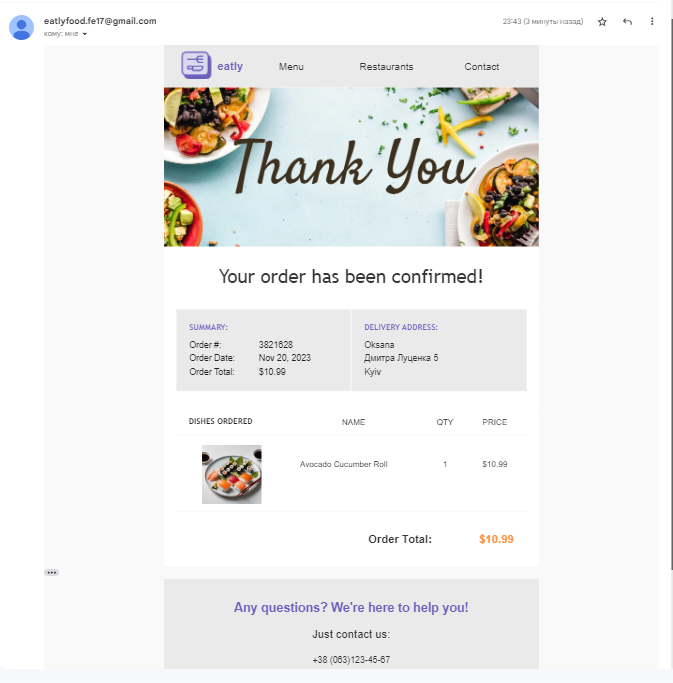 eatlyfood.fe17@gmail.com
23:43 (3 минуты назад)
кому: мне
eatly
Menu
Restaurants
Contact
Thank You
Your order has been confirmed!
SUMMARY:
Order #: 3821628
Order Date: Nov 20, 2023
Order Total: $10.99
DELIVERY ADDRESS:
Oksana
Дмитра Луценка 5
Kyiv
DISHES ORDERED NAME QTY PRICE
Avocado Cucumber Roll 1 $10.99
Order Total: $10.99
Any questions? We're here to help you!
Just contact us:
+38 (063)123-45-67